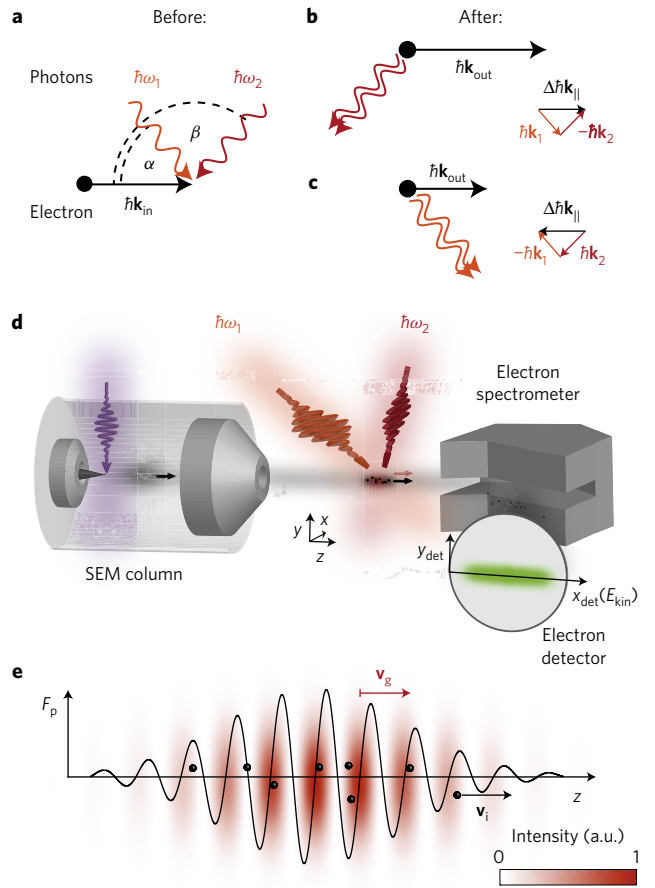 a
Before:
b
After:
Photons
ħω1
ħω2
β
α
Electron
ħkin
ħkout
Δħk||
ħk1
−ħk2
c
ħkout
Δħk||
−ħk1
ħk2
d
ħω1
ħω2
Electron
spectrometer
y
x
z
SEM column
ydet
xdet(Ekin)
Electron
detector
e
vg
Fp
z
vi
Intensity (a.u.)
0
1